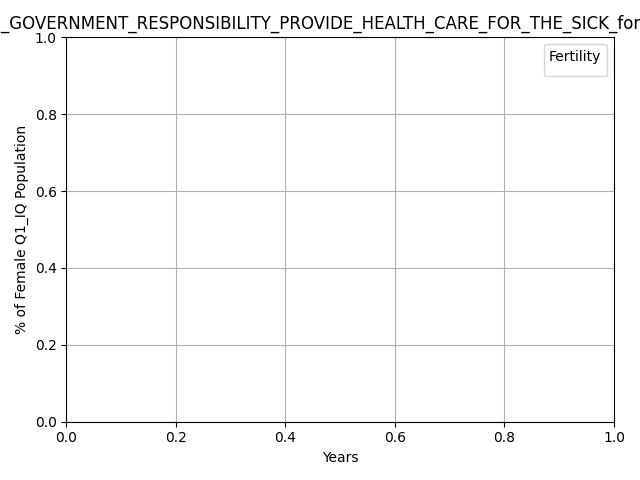 _GOVERNMENT_RESPONSIBILITY_PROVIDE_HEALTH_CARE_FOR_THE_SICK_for
Fertility
1.0
0.8
0.6
0.4
0.2
0.0
% of Female Q1_IQ Population
0.0 0.2 0.4 0.6 0.8 1.0
Years